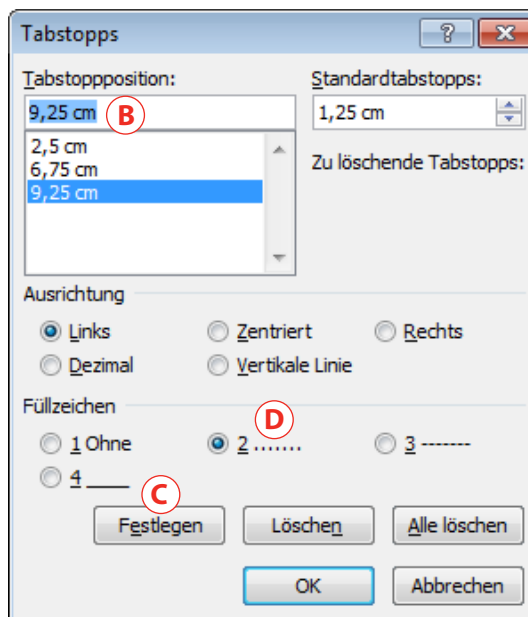 Tabstopps
Tabstoppposition: Standardtabstopps:
9,25 cm B 1,25 cm
2,5 cm Zu löschende Tabstopps:
6,75 cm
9,25 cm
Ausrichtung
Links Zentriert Rechts
Dezimal Vertikale Linie
Füllzeichen
D
1 Ohne 2 ....... 3 -------
4 ____
C
Festlegen Löschen Alle löschen
OK Abbrechen